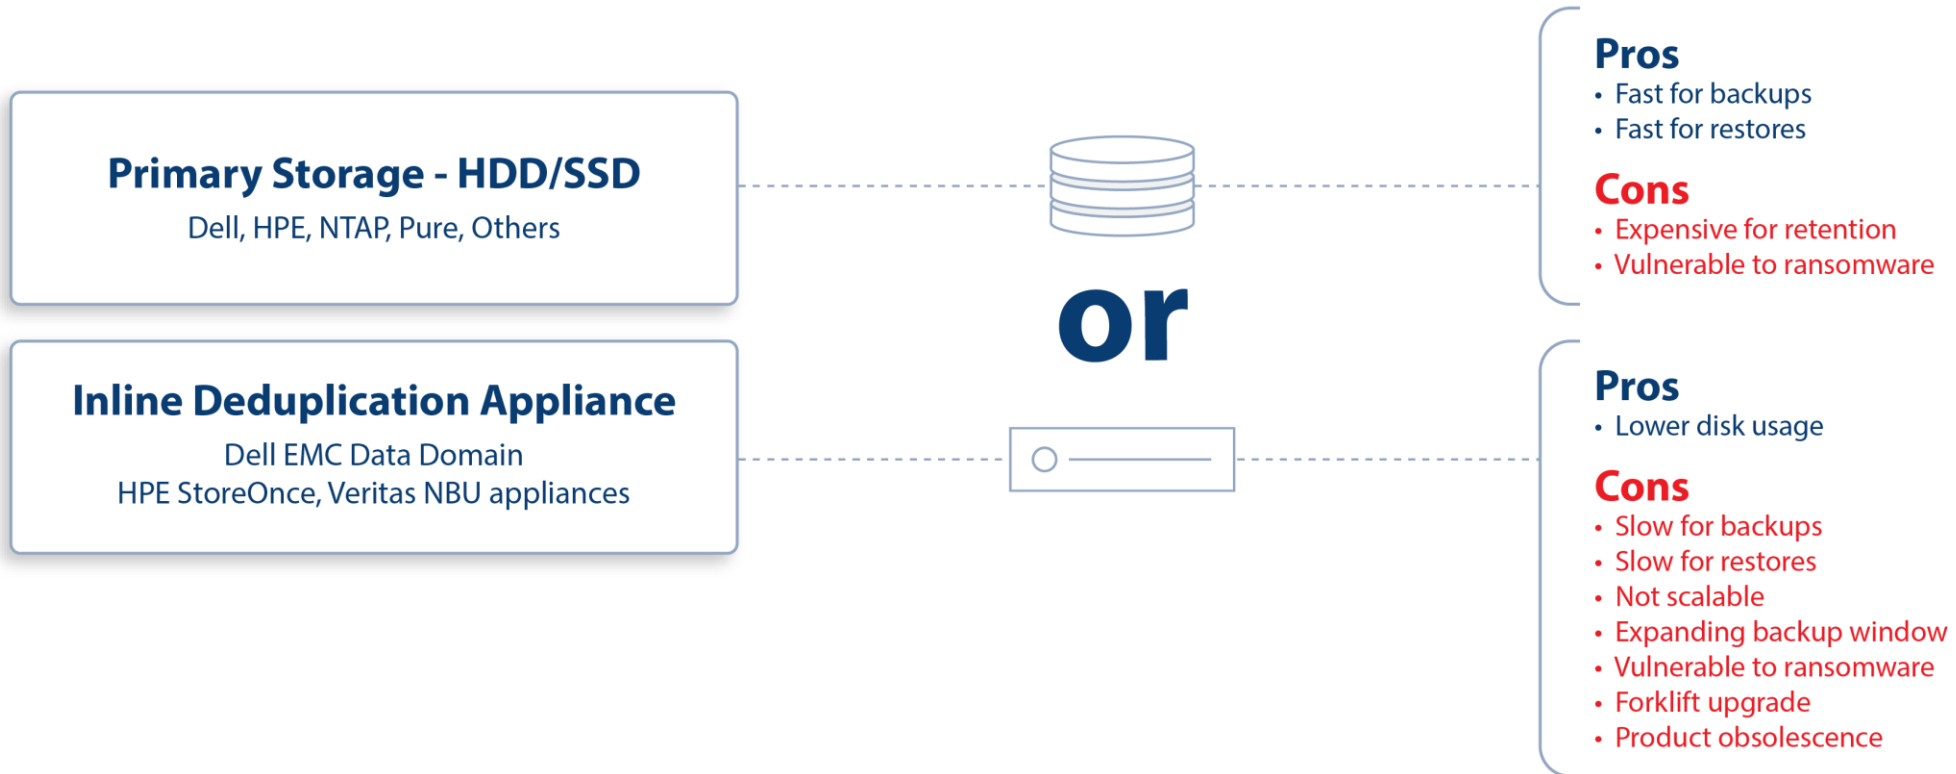 Primary Storage - HDD/SSD
Dell, HPE, NTAP, Pure, Others
Pros
• Fast for backups
• Fast for restores
Cons
• Expensive for retention
• Vulnerable to ransomware
or
Inline Deduplication Appliance
Dell EMC Data Domain
HPE StoreOnce, Veritas NBU appliances
Pros
• Lower disk usage
Cons
• Slow for backups
• Slow for restores
• Not scalable
• Expanding backup window
• Vulnerable to ransomware
• Forklift upgrade
• Product obsolescence